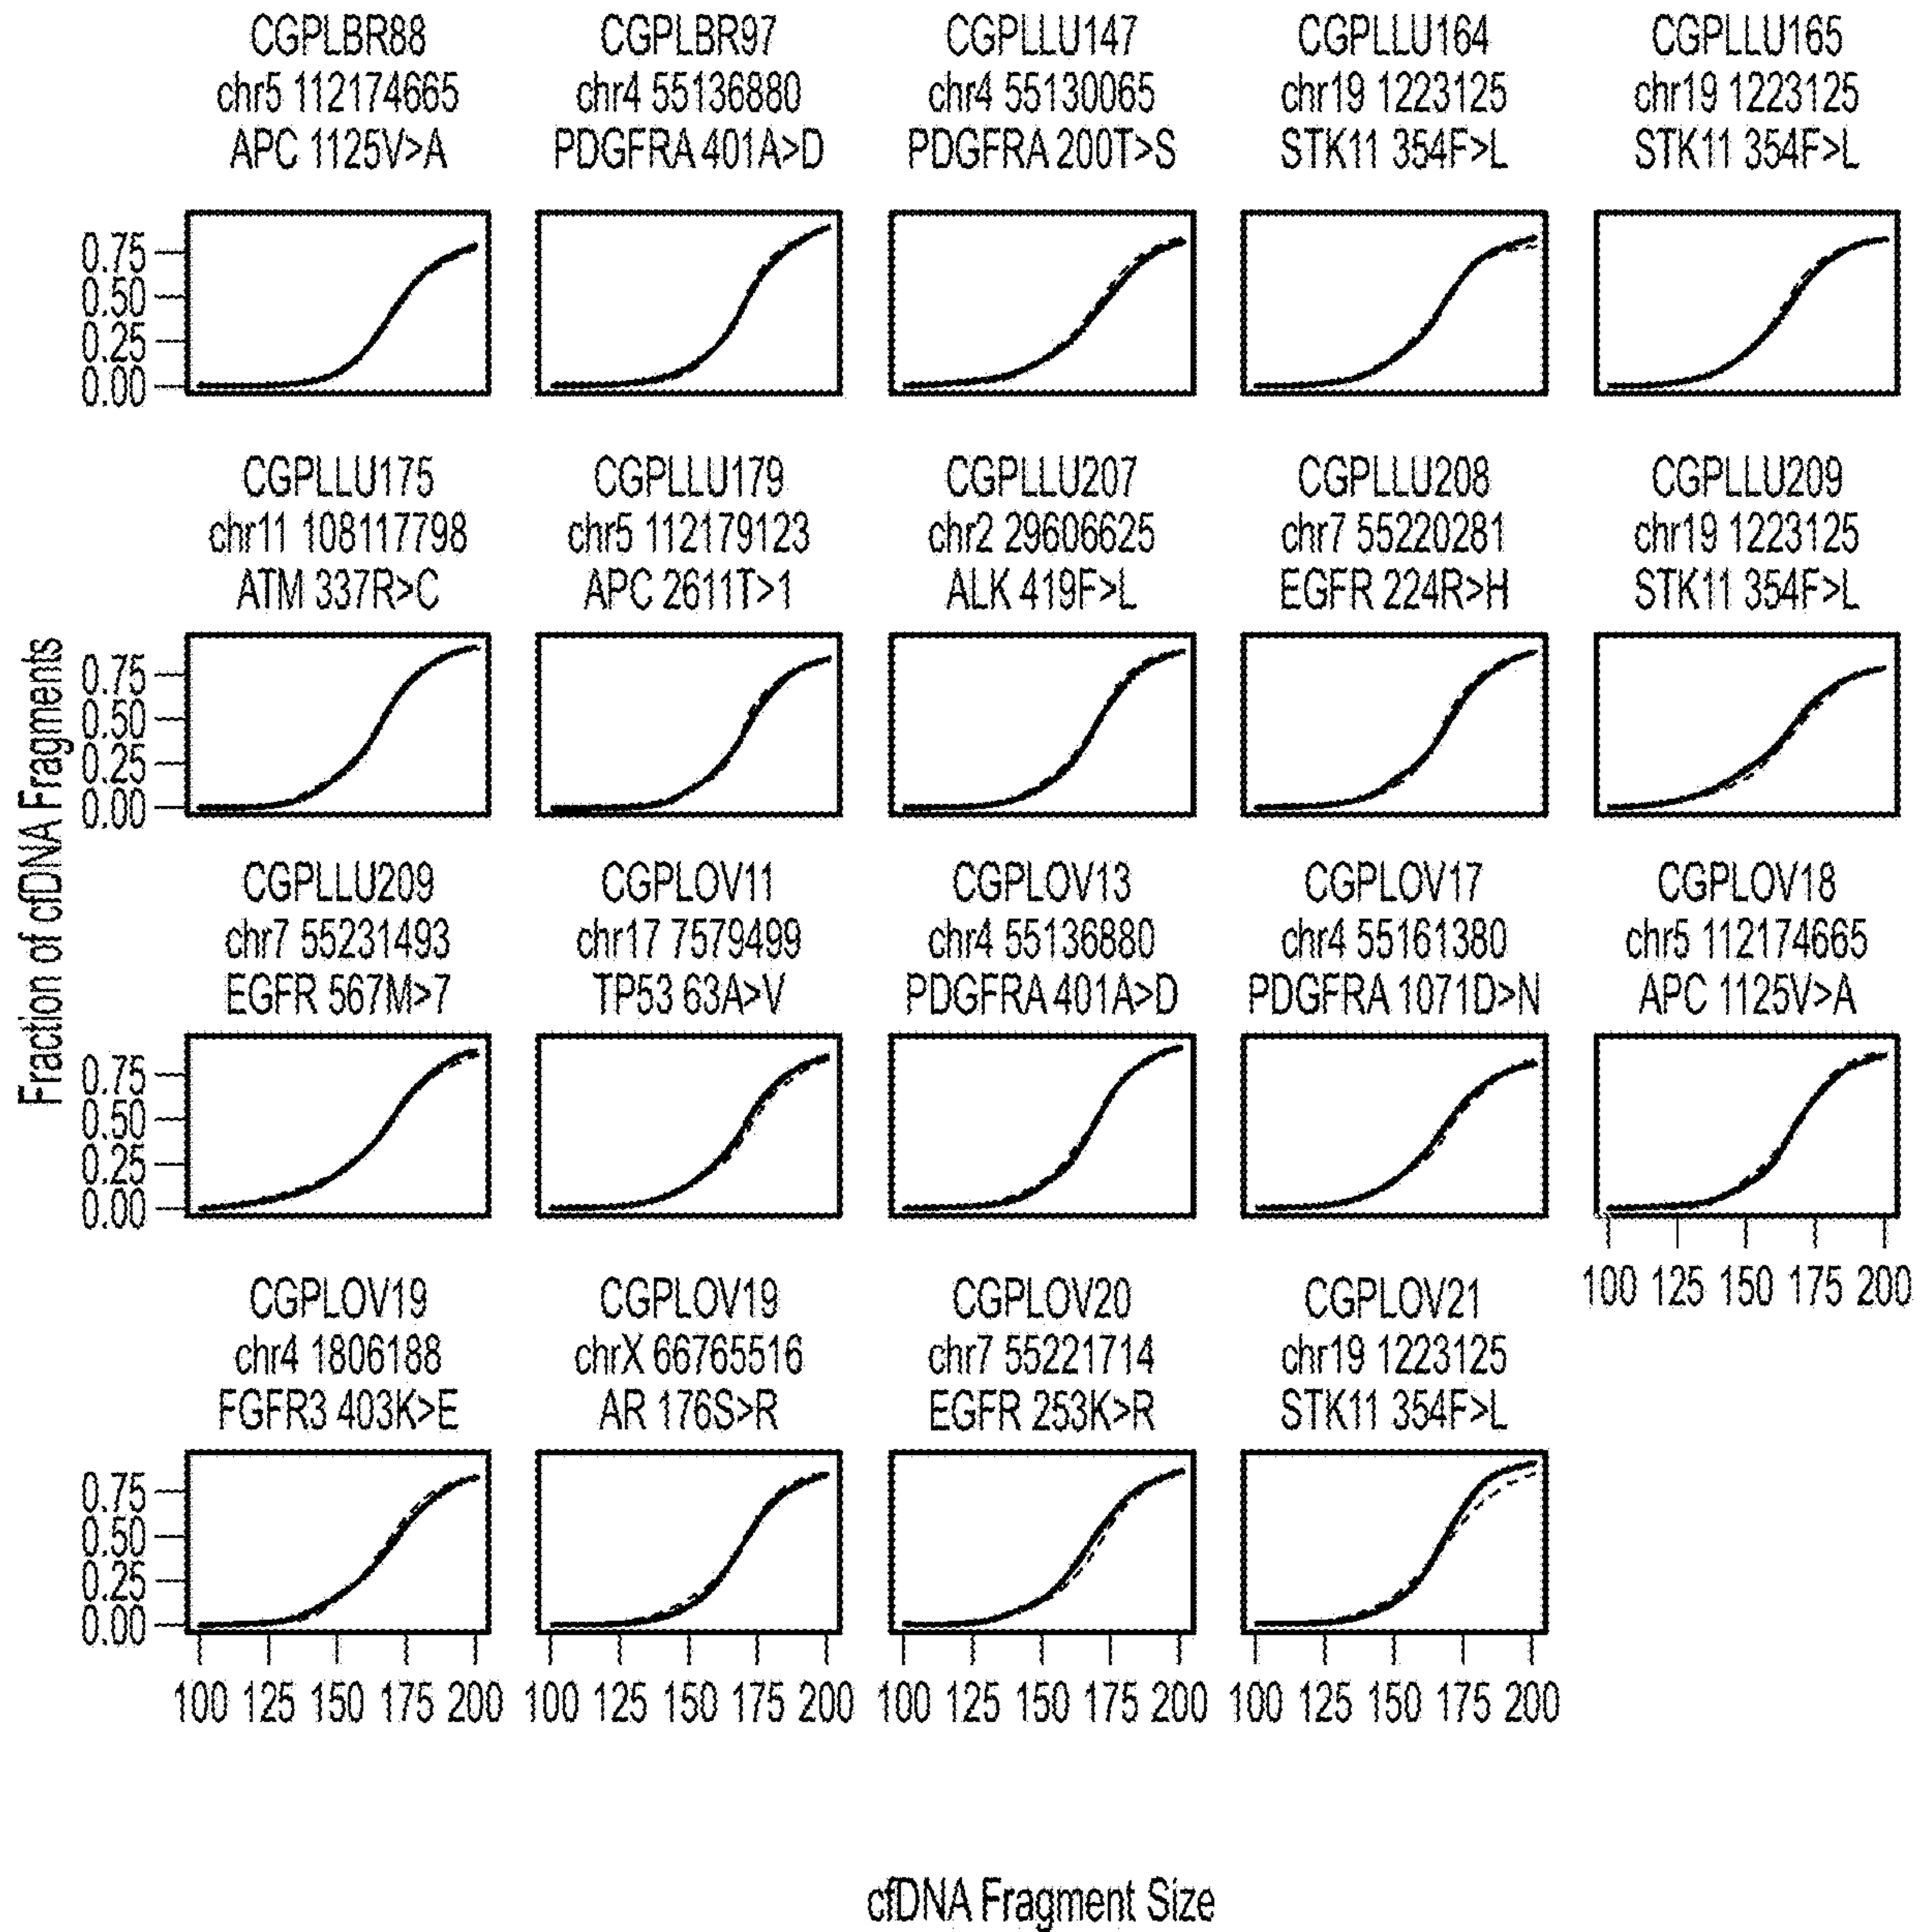 CGPLBR88
chr5 112174665
APC 1125V>A
CGPLBR97
chr4 55136880
PDGFRA 401A>D
CGPLLU147
chr4 55130065
PDGFRA 200T>S
CGPLLU164
chr19 1223125
STK11 354F>L
CGPLLU165
chr19 1223125
STK11 354F>L
0.75
0.50
0.25
0.00
CGPLLU175
chr11 108117798
ATM 337R>C
CGPLLU179
chr5 112179123
APC 2611T>1
CGPLLU207
chr2 29606625
ALK 419F>L
CGPLLU208
chr7 55220281
EGFR 224R>H
CGPLLU209
chr19 1223125
STK11 354F>L
0.75
0.50
0.25
0.00
Fraction of cfDNA Fragments
CGPLLU209
chr7 55231493
EGFR 567M>7
CGPLOV11
chr17 7579499
TP53 63A>V
CGPLOV13
chr4 55136880
PDGFRA 401A>D
CGPLOV17
chr4 55161380
PDGFRA 1071D>N
CGPLOV18
chr5 112174665
APC 1125V>A
0.75
0.50
0.25
0.00
100 125 150 175 200
CGPLOV19
chr4 1806188
FGFR3 403K>E
CGPLOV19
chrX 66765516
AR 176S>R
CGPLOV20
chr7 55221714
EGFR 253K>R
CGPLOV21
chr19 1223125
STK11 354F>L
0.75
0.50
0.25
0.00
100 125 150 175 200
100 125 150 175 200
100 125 150 175 200
100 125 150 175 200
cfDNA Fragment Size